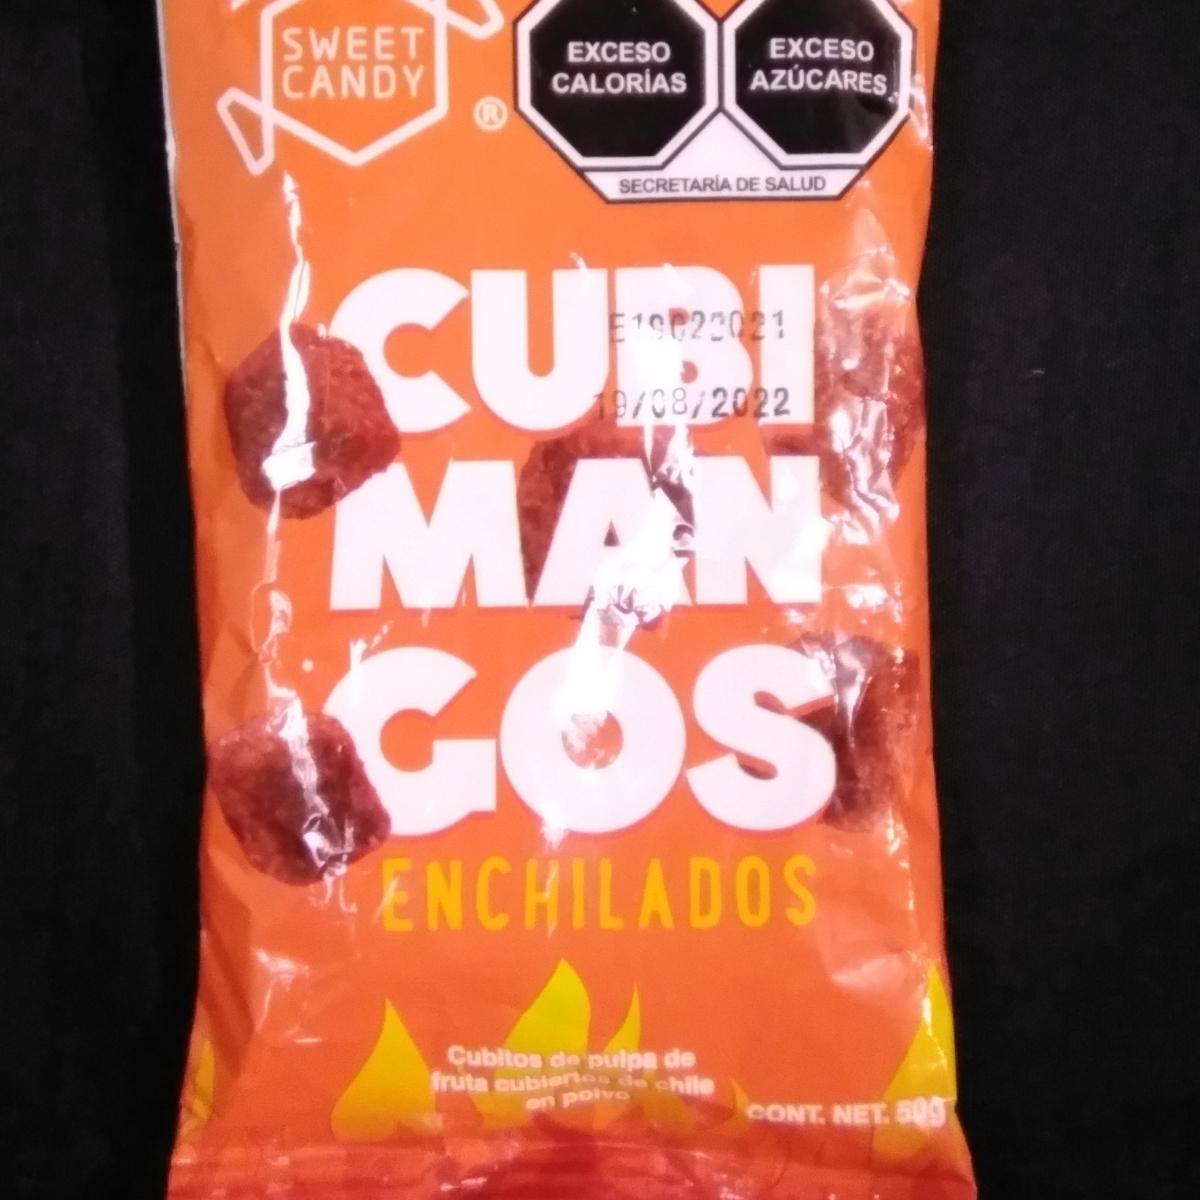 SWEET
CANDY
®
EXCESO
CALORÍAS
EXCESO
AZÚCARES
SECRETARÍA DE SALUD
CUBI
E19022021
19/08/2022
MAN
GOS
ENCHILADOS
Cubitos de pulpa de
fruta cubiertos de chile
en polvo
CONT. NET. 50g